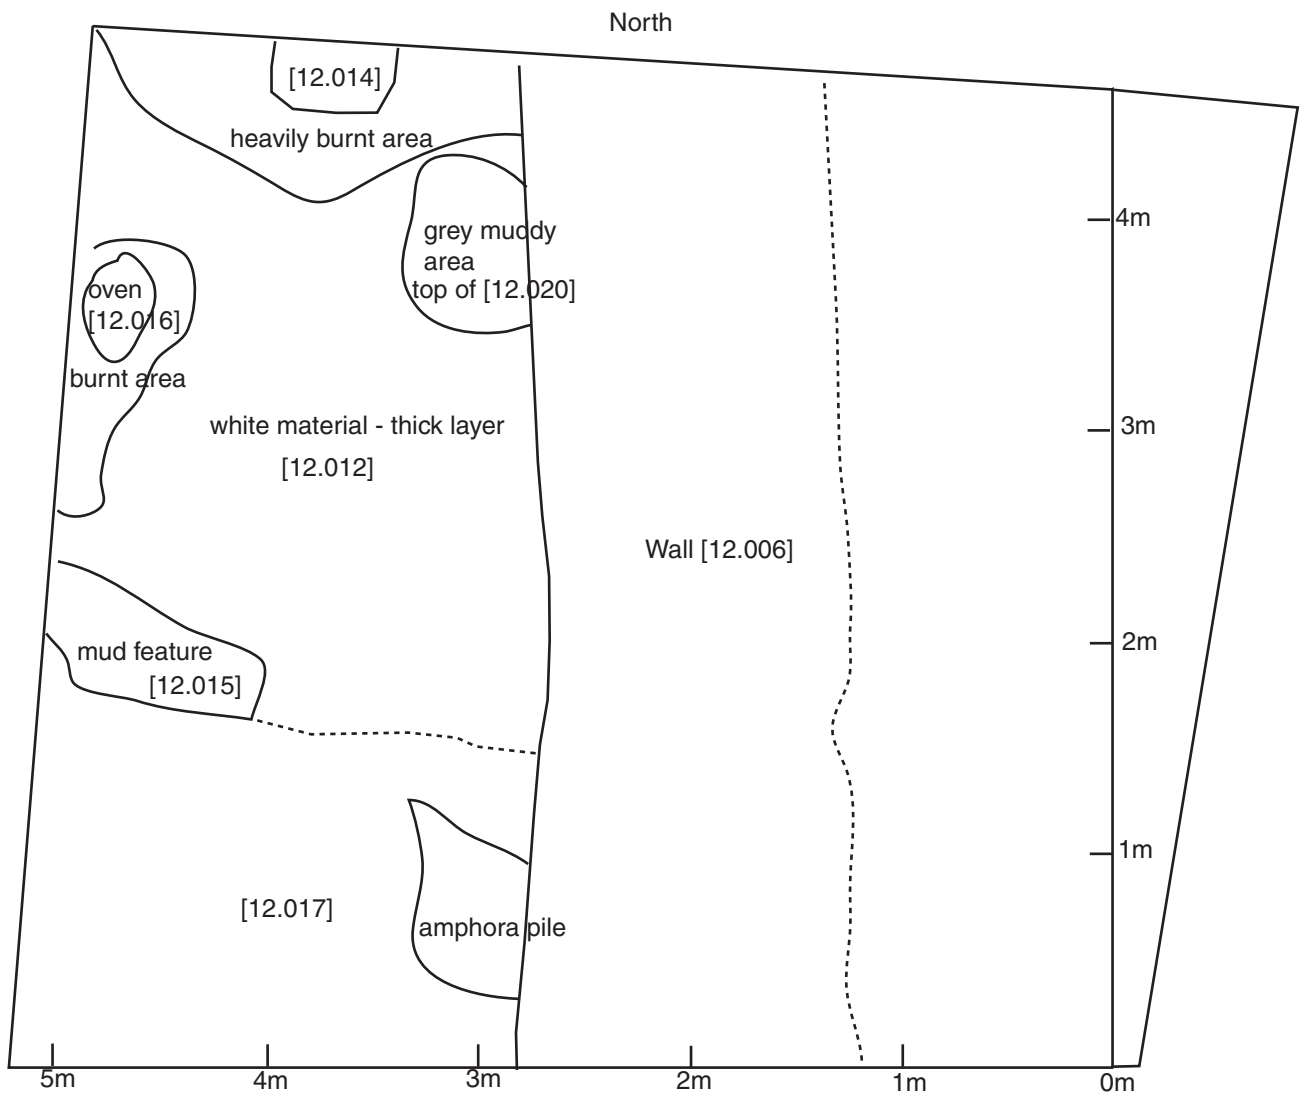 North
[12.014]
heavily burnt area
4m
grey muddy
area
top of [12.020]
oven
[12.016]
burnt area
white material - thick layer
[12.012]
3m
Wall [12.006]
2m
mud feature
[12.015]
1m
[12.017]
amphora pile
5m
4m
3m
2m
1m
0m